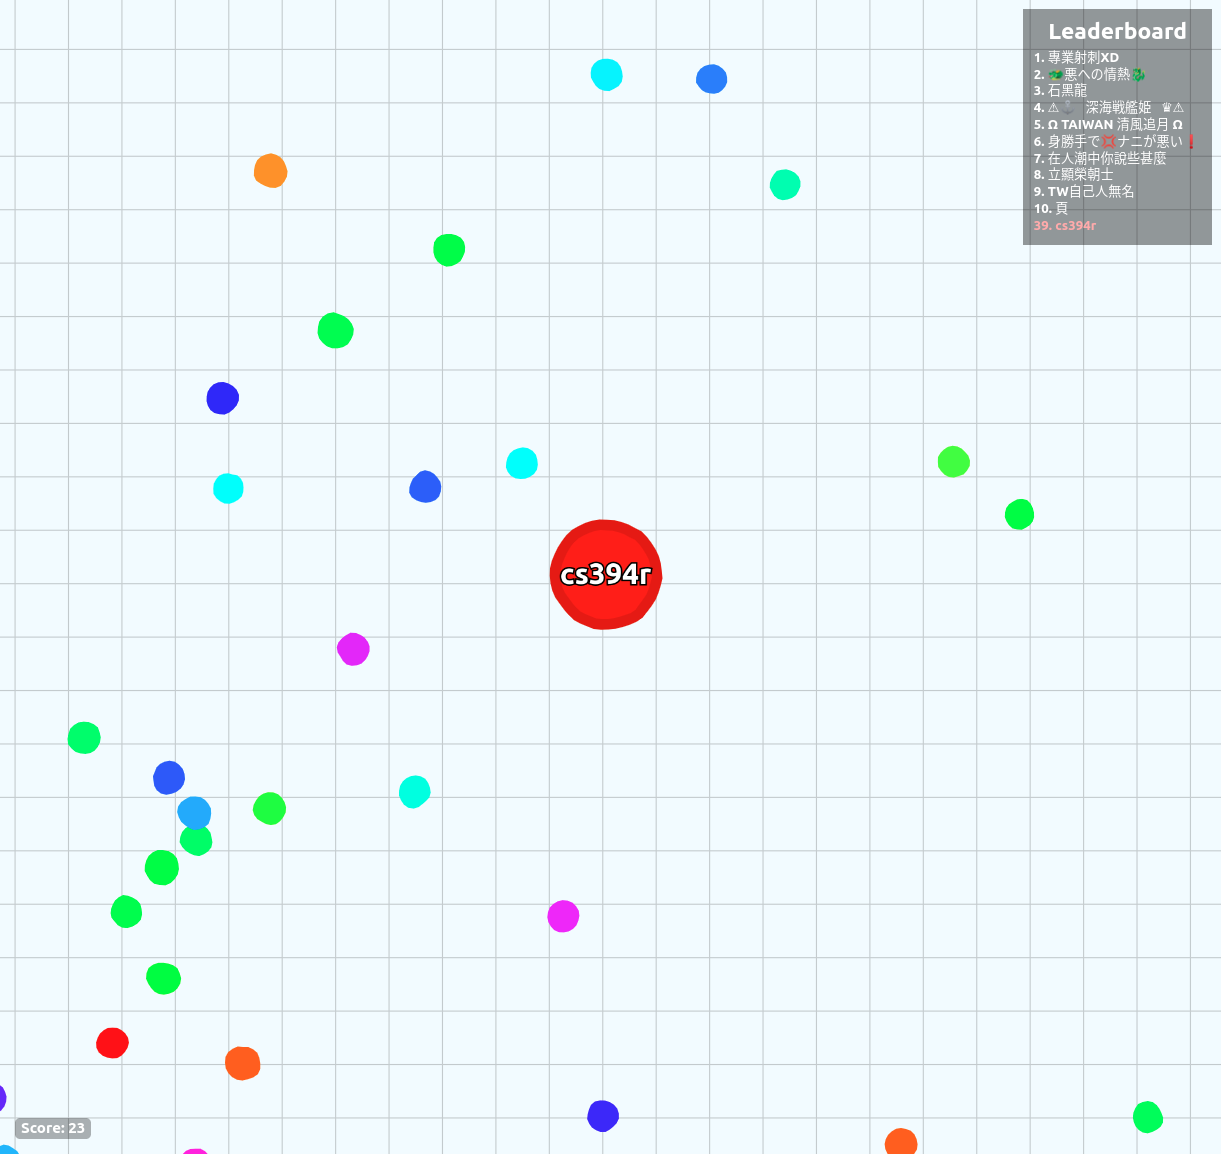 Leaderboard
1. 專業射刺XD
2. 🐲悪への情熱🐉
3. 石黑龍
4. ⚠⚓ 深海戦艦姫 ♛⚠
5. Ω TAIWAN 清風追月 Ω
6. 身勝手で💢ナニが悪い❗
7. 在人潮中你說些甚麼
8. 立顯榮朝士
9. TW自己人無名
10. 頁
39. cs394r
cs394r
Score: 23